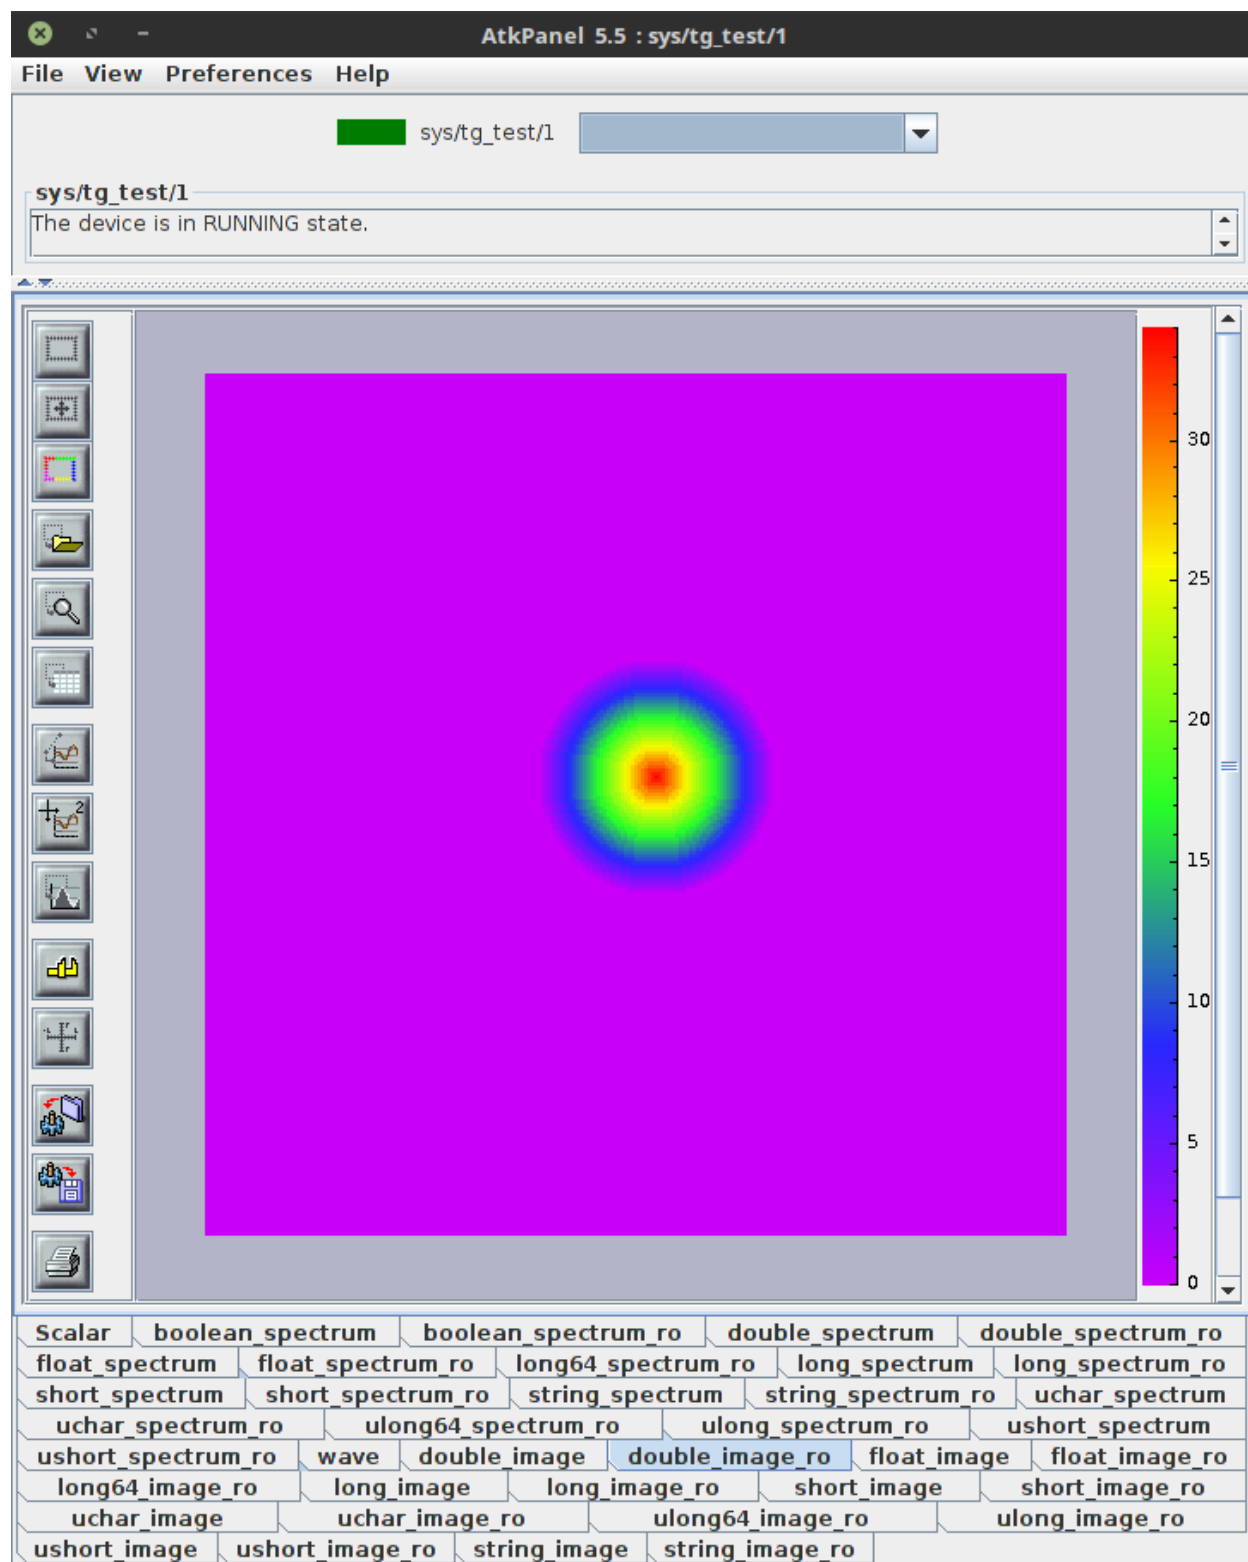 AtkPanel 5.5 : sys/tg_test/1
File View Preferences Help
sys/tg_test/1
sys/tg_test/1
The device is in RUNNING state.
30
25
20
15
10
5
0
Scalar boolean_spectrum boolean_spectrum_ro double_spectrum double_spectrum_ro
float_spectrum float_spectrum_ro long64_spectrum_ro long_spectrum long_spectrum_ro
short_spectrum short_spectrum_ro string_spectrum string_spectrum_ro uchar_spectrum
uchar_spectrum_ro ulong64_spectrum_ro ulong_spectrum_ro ushort_spectrum
ushort_spectrum_ro wave double_image double_image_ro float_image float_image_ro
long64_image_ro long_image long_image_ro short_image short_image_ro
uchar_image uchar_image_ro ulong64_image_ro ulong_image_ro
ushort_image ushort_image_ro string_image string_image_ro